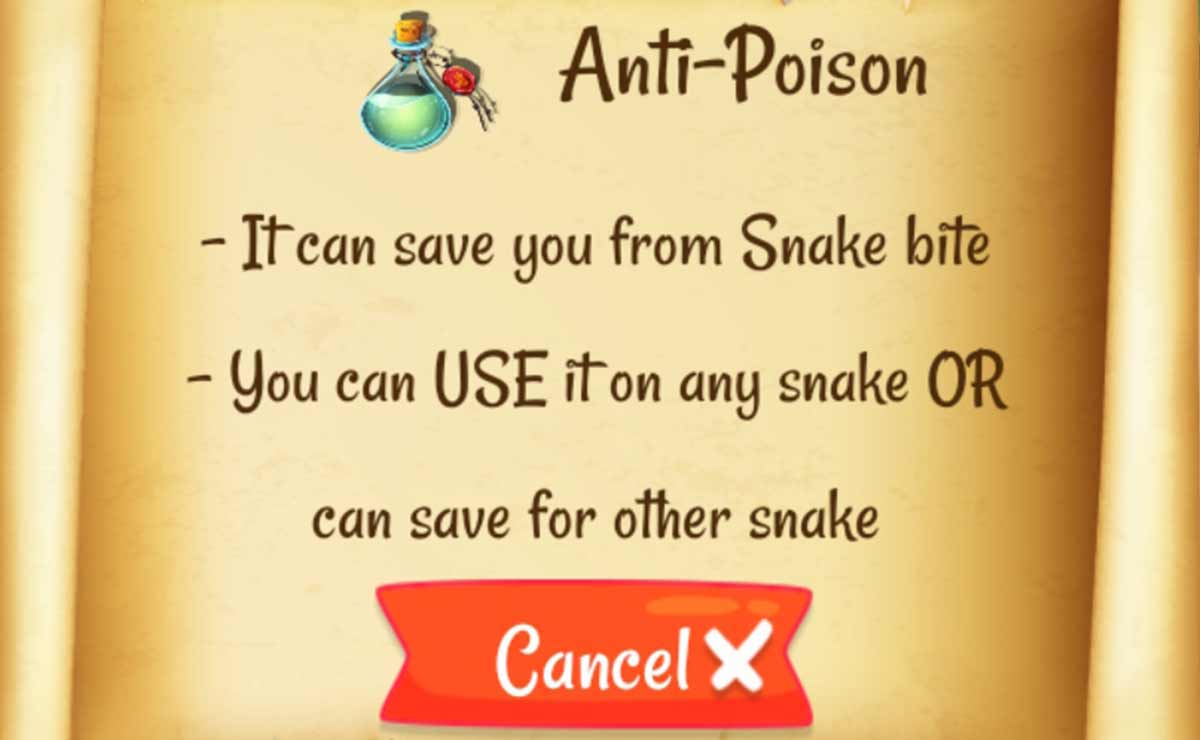 Anti-Poison
- It can save you from Snake bite
- You can USE it on any snake OR
can save for other snake
Cancel